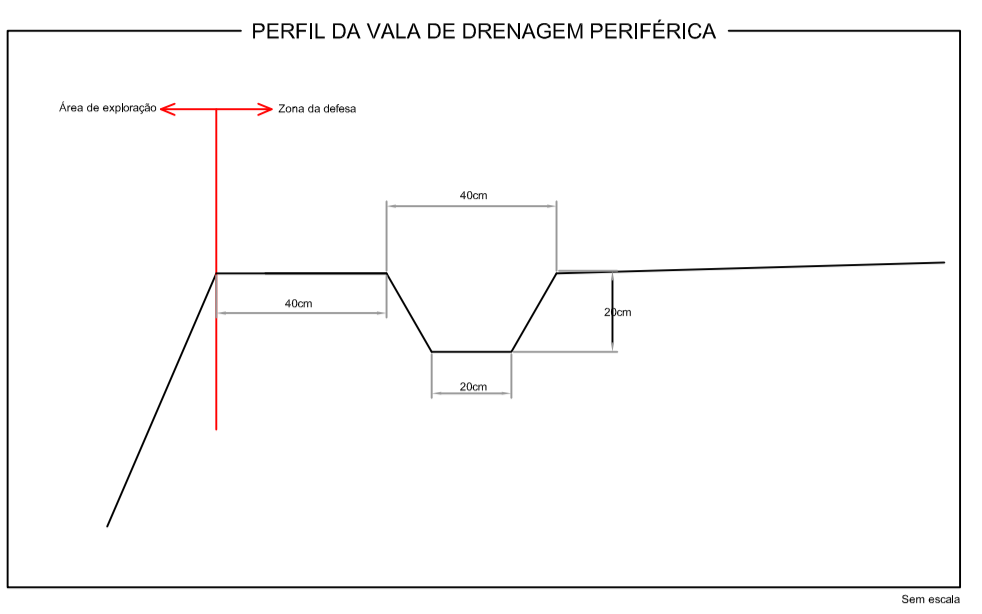 PERFIL DA VALA DE DRENAGEM PERIFÉRICA
Área de exploração
Zona da defesa
40cm
40cm
20cm
20cm
Sem escala